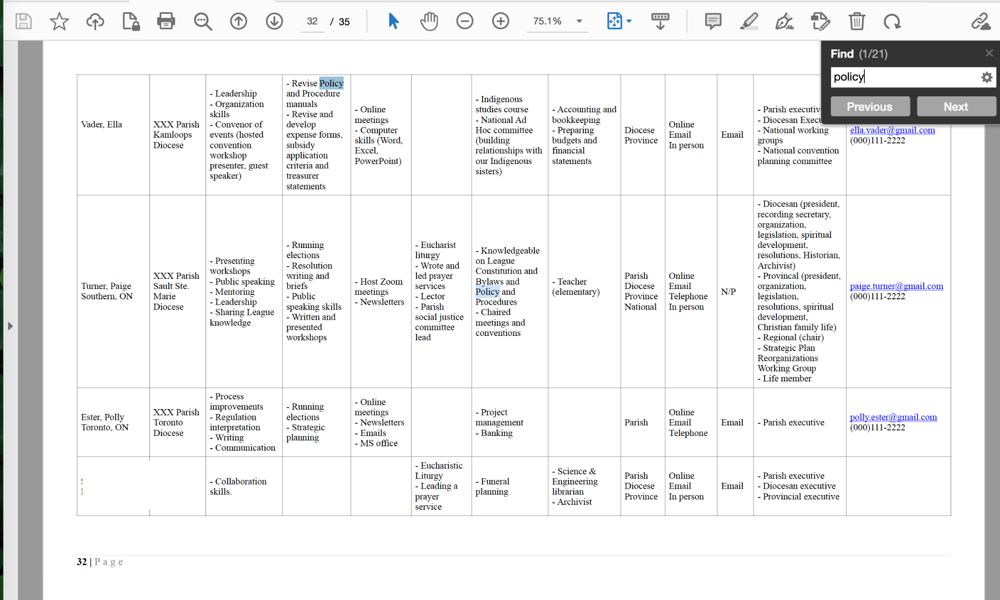 32 / 35
75.1%
Find (1/21)
policy
Previous
Next
Vader, Ella
XXX Parish
Kamloops
Diocese
- Leadership
- Organization
skills
- Convenor of
events (hosted
convention
workshop
presenter, guest
speaker)
- Revise Policy
and Procedure
manuals
- Revise and
develop
expense forms,
subsidy
application
criteria and
treasurer
statements
- Online
meetings
- Computer
skills (Word,
Excel,
PowerPoint)
- Indigenous
studies course
- National Ad
Hoc committee
(building
relationships with
our Indigenous
sisters)
- Accounting and
bookkeeping
- Preparing
budgets and
financial
statements
Diocese
Province
Online
Email
In person
Email
- Parish executiv
- Diocesan Execu
- National working
groups
- National convention
planning committee
ella.vader@gmail.com
(000)111-2222
Turner, Paige
Southern, ON
XXX Parish
Sault Ste.
Marie
Diocese
- Presenting
workshops
- Public speaking
- Mentoring
- Leadership
- Sharing League
knowledge
- Running
elections
- Resolution
writing and
briefs
- Public
speaking skills
- Written and
presented
workshops
- Host Zoom
meetings
- Newsletters
- Eucharist
liturgy
- Wrote and
led prayer
services
- Lector
- Parish
social justice
committee
lead
- Knowledgeable
on League
Constitution and
Bylaws and
Policy and
Procedures
- Chaired
meetings and
conventions
- Teacher
(elementary)
Parish
Diocese
Province
National
Online
Email
Telephone
In person
N/P
- Diocesan (president,
recording secretary,
organization,
legislation, spiritual
development,
resolutions, Historian,
Archivist)
- Provincal (president,
organization,
legislation,
resolutions, spiritual
development,
Christian family life)
- Regional (chair)
- Strategic Plan
Reorganizations
Working Group
- Life member
paige.turner@gmail.com
(000)111-2222
Ester, Polly
Toronto, ON
XXX Parish
Toronto
Diocese
- Process
improvements
- Regulation
interpretation
- Writing
- Communication
- Running
elections
- Strategic
planning
- Online
meetings
- Newsletters
- Emails
- MS office
- Project
management
- Banking
Parish
Online
Email
Telephone
Email
- Parish executive
polly.ester@gmail.com
(000)111-2222
- Collaboration
skills.
- Eucharistic
Liturgy
- Leading a
prayer
service
- Funeral
planning
- Science &
Engineering
librarian
- Archivist
Parish
Diocese
Province
Online
Email
In person
Email
- Parish executive
- Diocesan executive
- Provincial executive
32 | Page